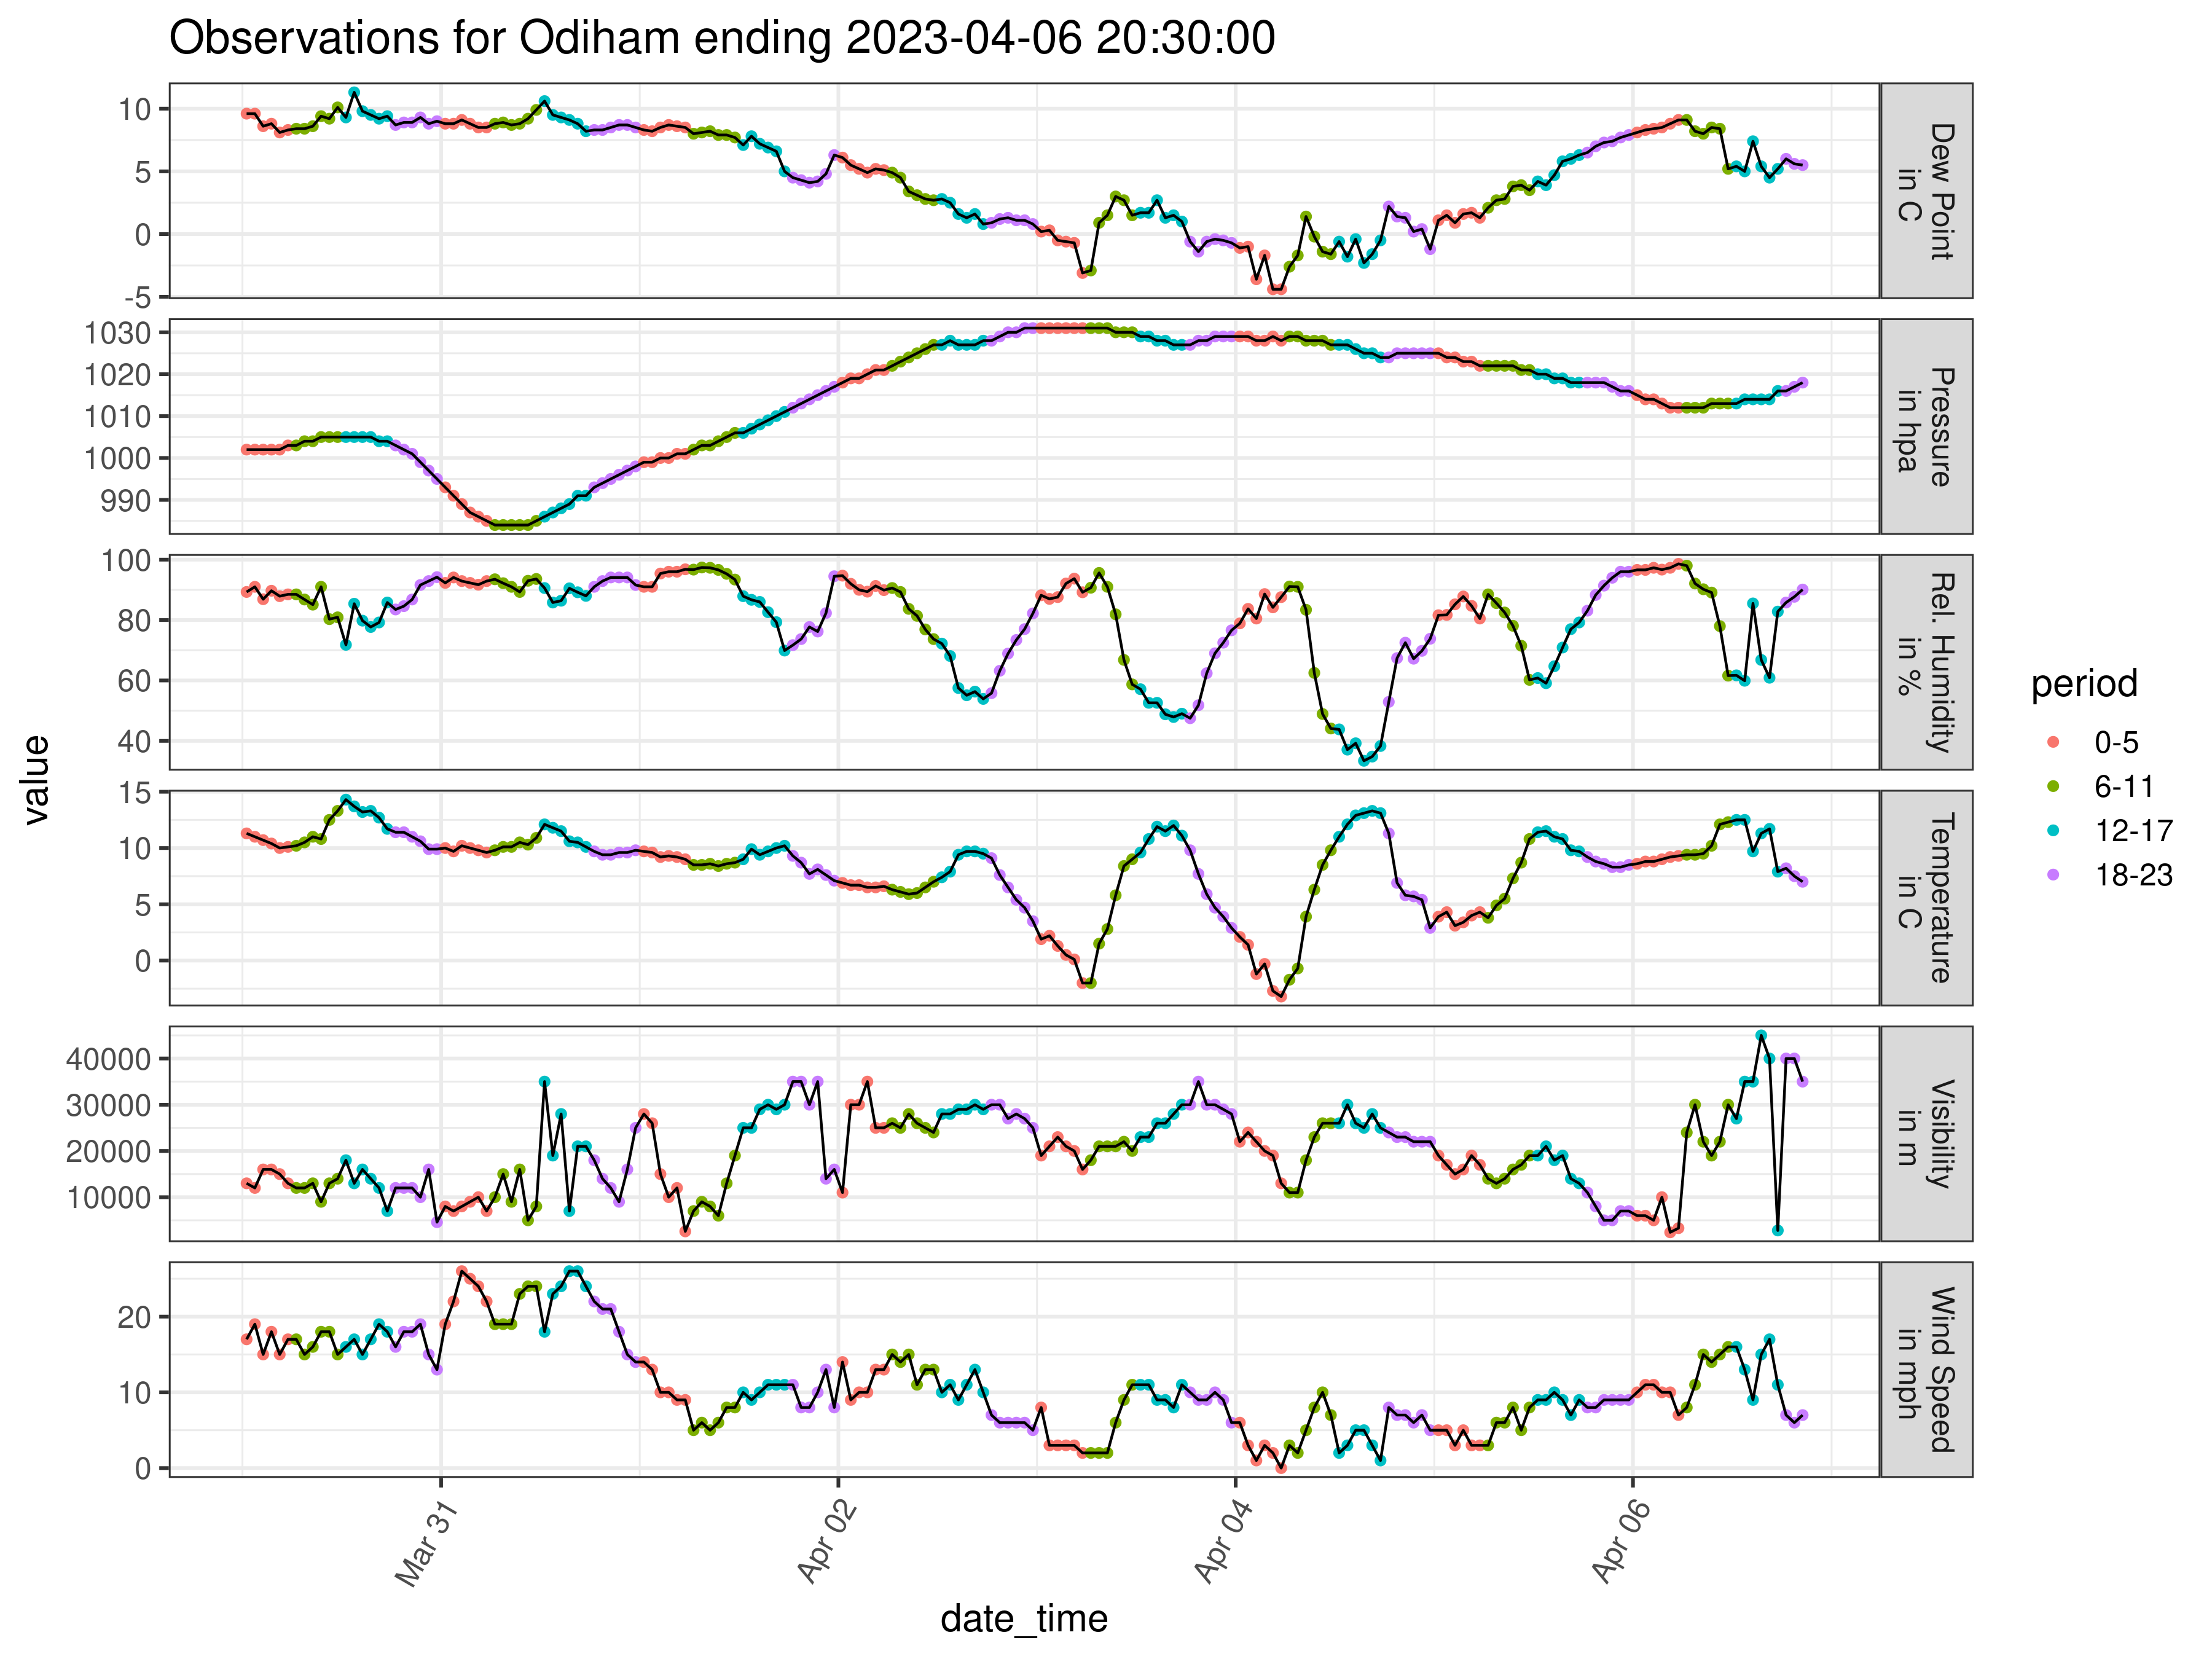 Observations for Odiham ending 2023-04-06 20:30:00
value
10
5
0
-5
Dew Point
in C
1030
1020
1010
1000
990
Pressure
in hpa
100
80
60
40
Rel. Humidity
in %
15
10
5
0
Temperature
in C
40000
30000
20000
10000
Visibility
in m
20
10
0
Wind Speed
in mph
Mar 31
Apr 02
Apr 04
Apr 06
date_time
period
0-5
6-11
12-17
18-23